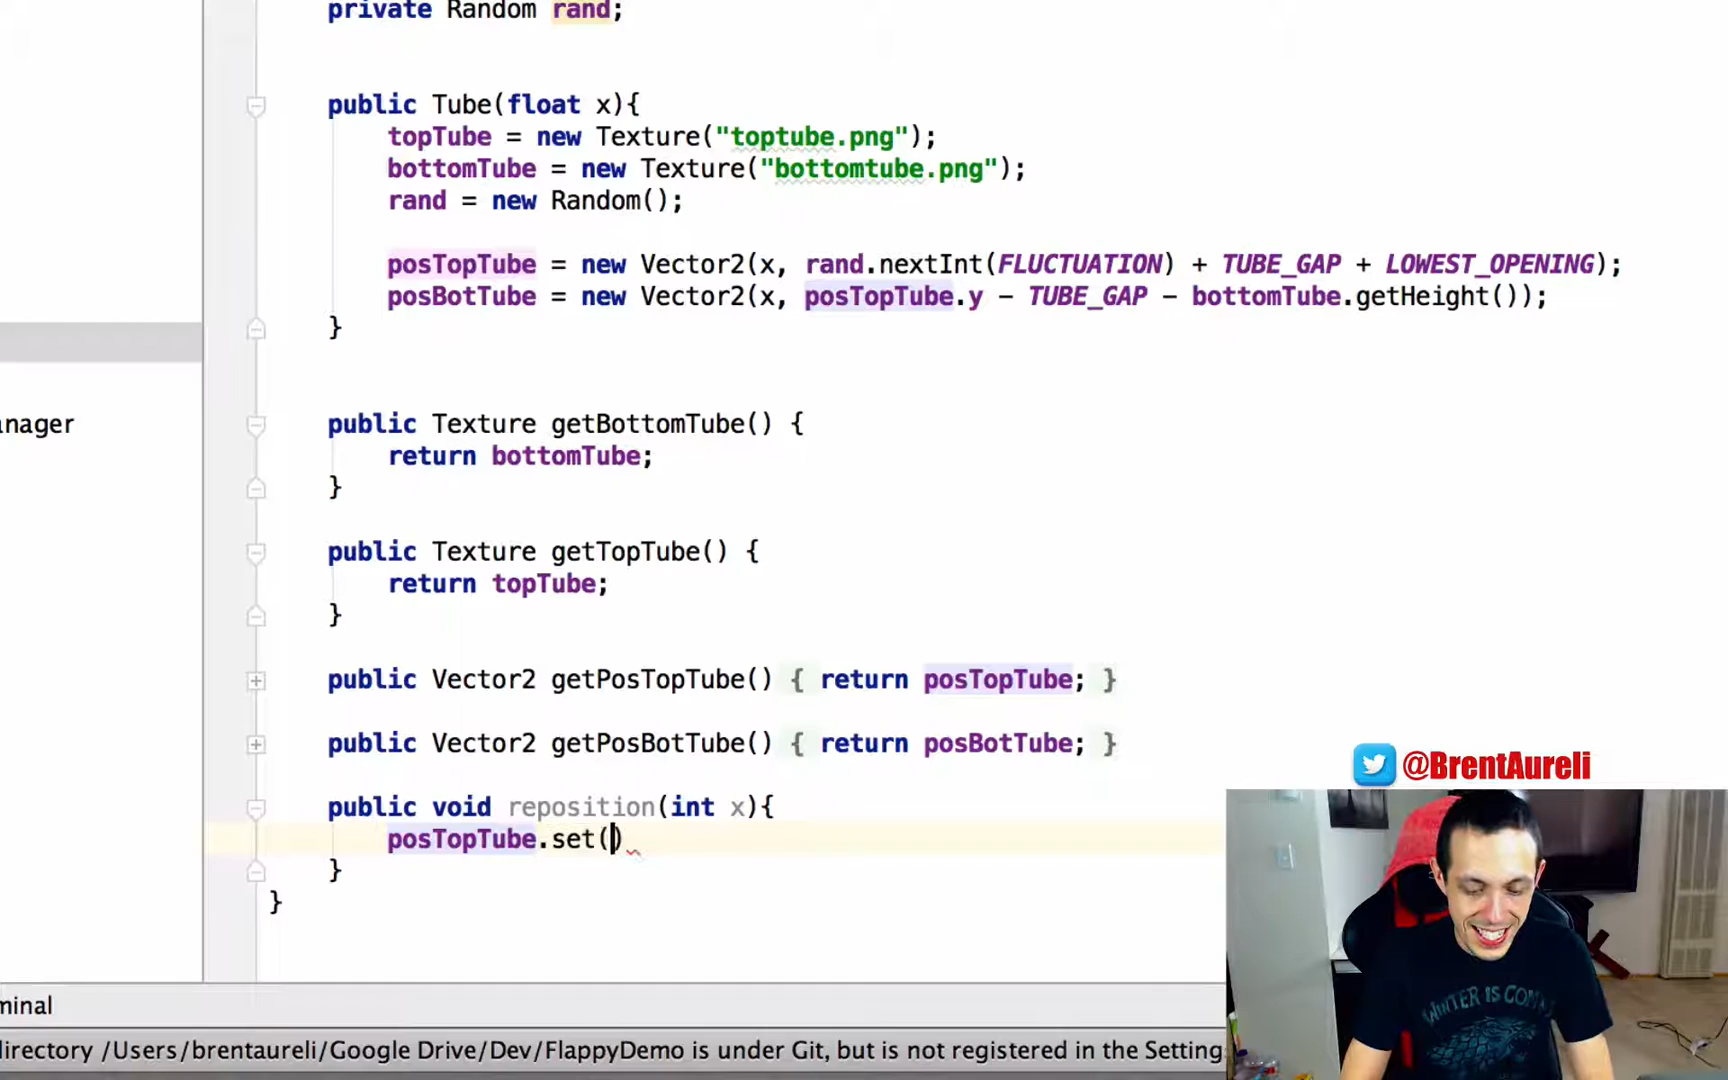 private Random rand;
public Tube(float x){
topTube = new Texture("toptube.png");
bottomTube = new Texture("bottomtube.png");
rand = new Random();
posTopTube = new Vector2(x, rand.nextInt(FLUCTUATION) + TUBE_GAP + LOWEST_OPENING);
posBotTube = new Vector2(x, posTopTube.y - TUBE_GAP - bottomTube.getHeight());
}
anager
public Texture getBottomTube() {
return bottomTube;
}
public Texture getTopTube() {
return topTube;
}
public Vector2 getPosTopTube() { return posTopTube; }
public Vector2 getPosBotTube() { return posBotTube; }
@BrentAureli
public void reposition(int x){
posTopTube.set()
}
}
WINTER IS COM
minal
directory /Users/brentaureli/Google Drive/Dev/FlappyDemo is under Git, but is not registered in the Setting